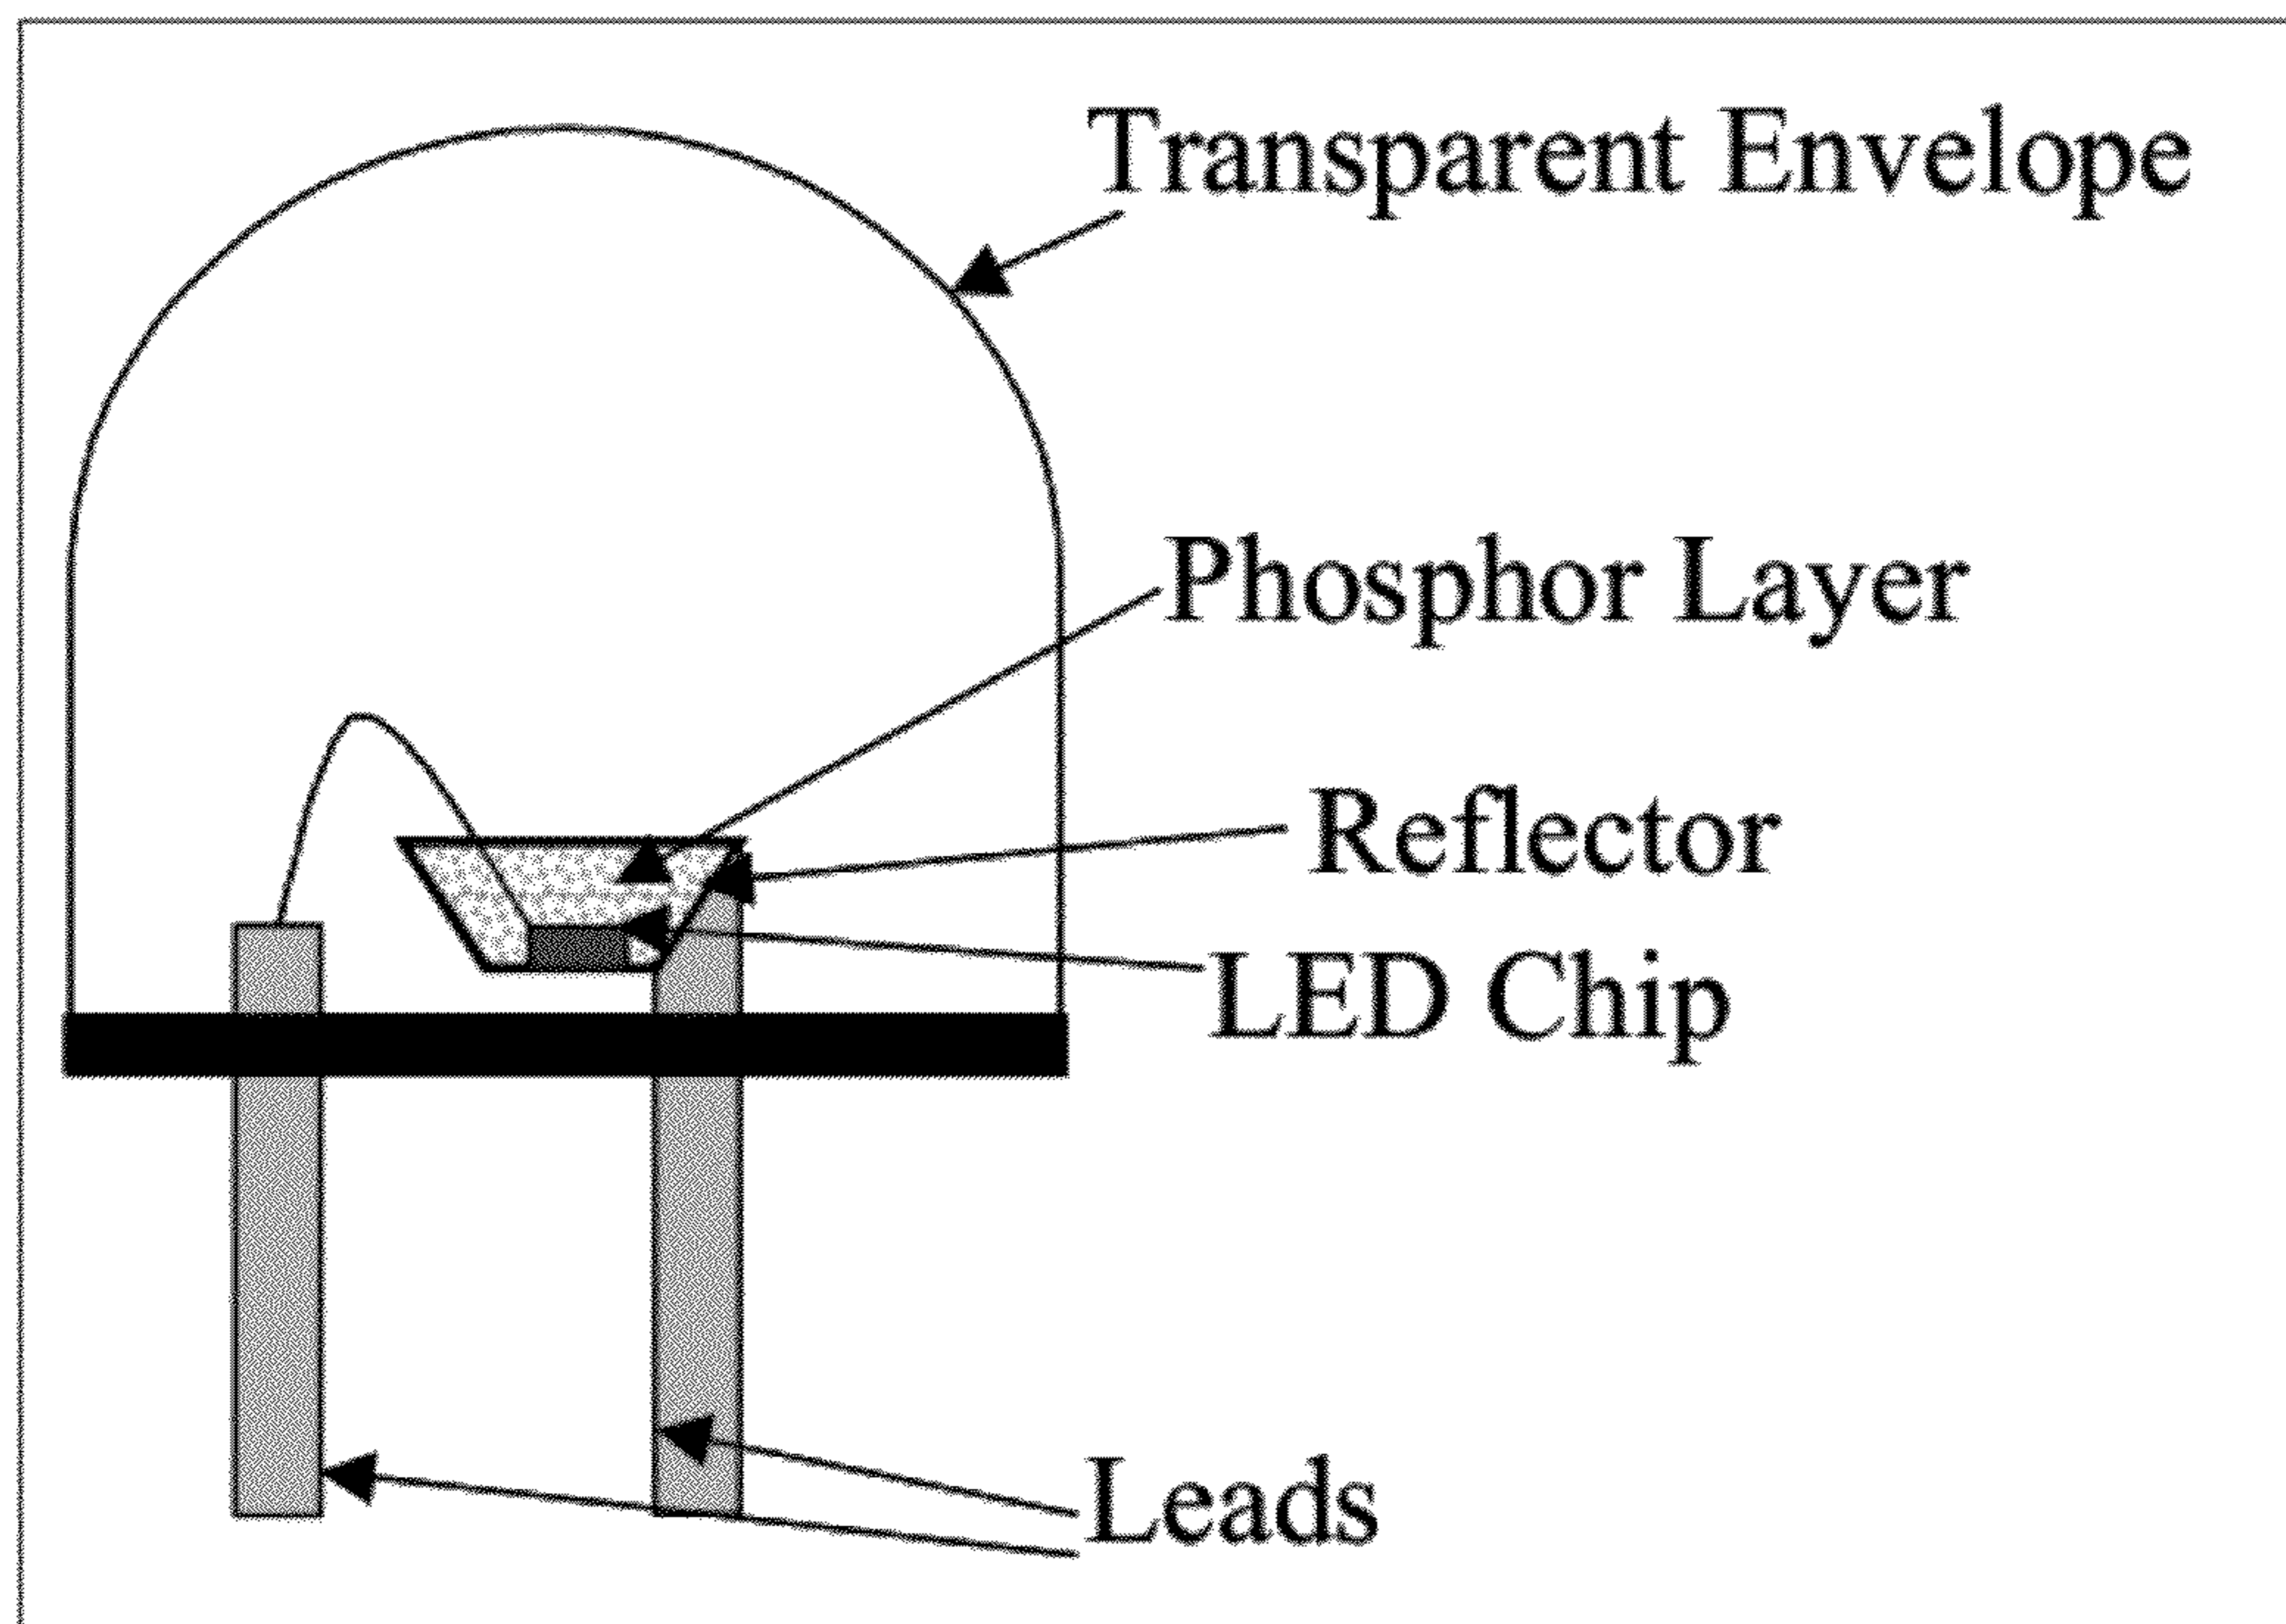 Transparent Envelope
Phosphor Layer
Reflector
LED Chip
Leads